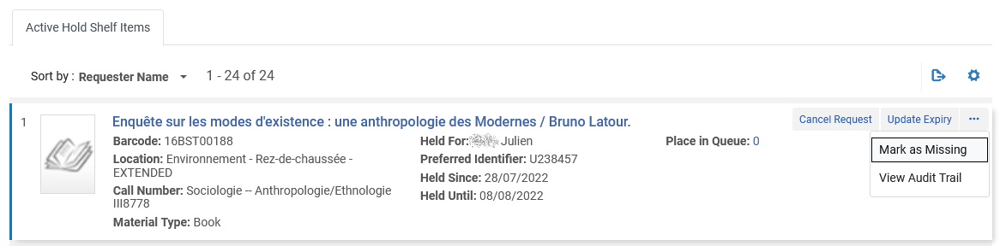 Active Hold Shelf Items
Sort by : Requester Name 1 - 24 of 24
1
Enquête sur les modes d'existence : une anthropologie des Modernes / Bruno Latour.
Cancel Request Update Expiry ...
Barcode: 16BST00188
Location: Environnement - Rez-de-chaussée -
EXTENDED
Call Number: Sociologie -- Anthropologie/Ethnologie
III8778
Material Type: Book
Held For: Julien
Preferred Identifier: U238457
Held Since: 28/07/2022
Held Until: 08/08/2022
Place in Queue: 0
Mark as Missing
View Audit Trail